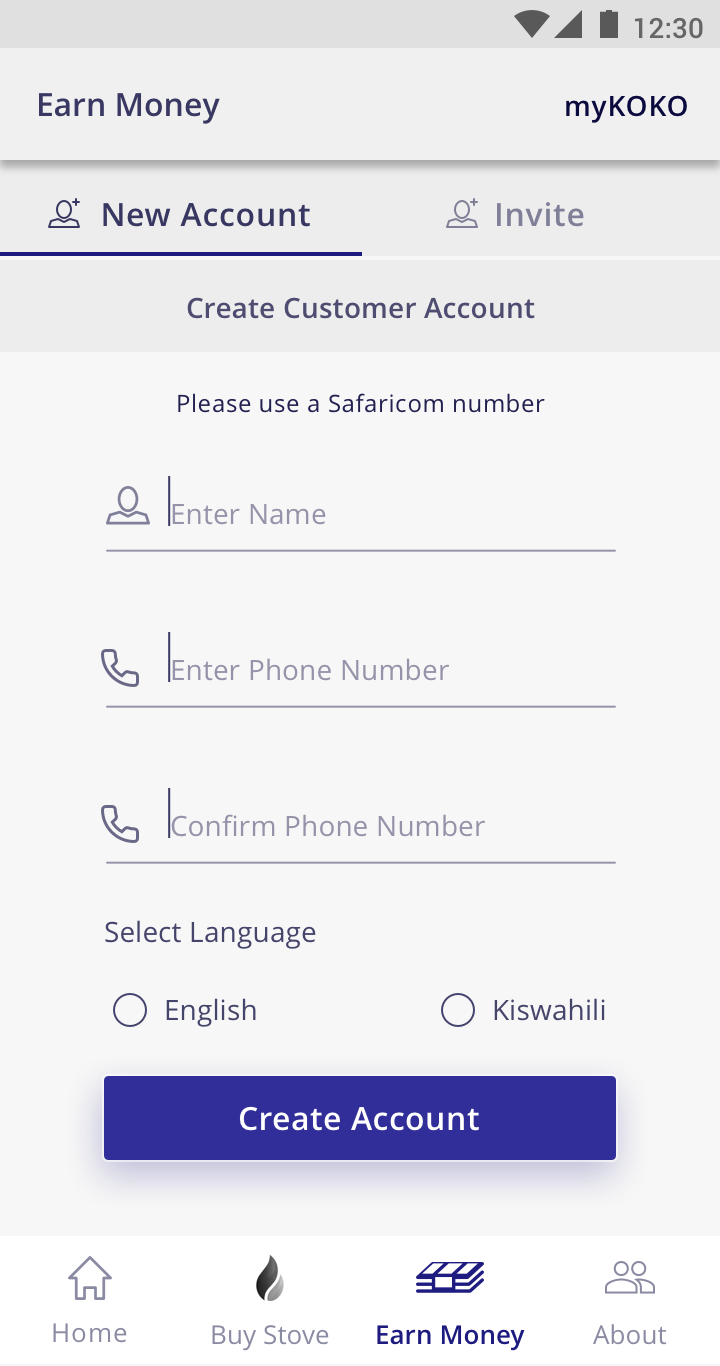 12:30
Earn Money
myKOKO
New Account
Invite
Create Customer Account
Please use a Safaricom number
Enter Name
Enter Phone Number
Confirm Phone Number
Select Language
English
Kiswahili
Create Account
Home
Buy Stove
Earn Money
About